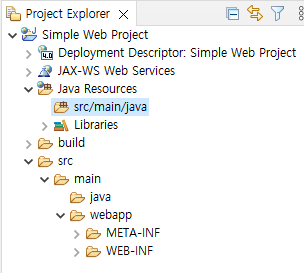 Project Explorer
Simple Web Project
Deployment Descriptor: Simple Web Project
JAX-WS Web Services
Java Resources
src/main/java
Libraries
build
src
main
java
webapp
META-INF
WEB-INF